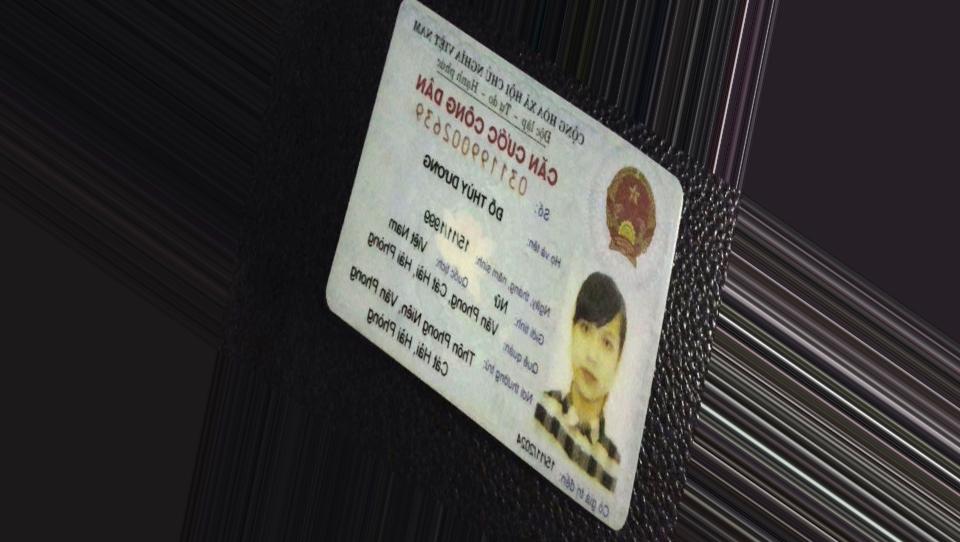 CỘNG HÒA XÃ HỘI CHỦ NGHĨA VIỆT NAM
Độc lập - Tự do - Hạnh phúc
CĂN CƯỚC CÔNG DÂN
Số: 031199002639
Họ và tên:
ĐỖ THÙY DƯƠNG
Ngày, tháng, năm sinh: 15/11/1999
Giới tính: Nữ Quốc tịch: Việt Nam
Quê quán: Văn Phong, Cát Hải, Hải Phòng
Nơi thường trú: Thôn Phong Niên, Văn Phong
Cát Hải, Hải Phòng
Có giá trị đến: 15/11/2024